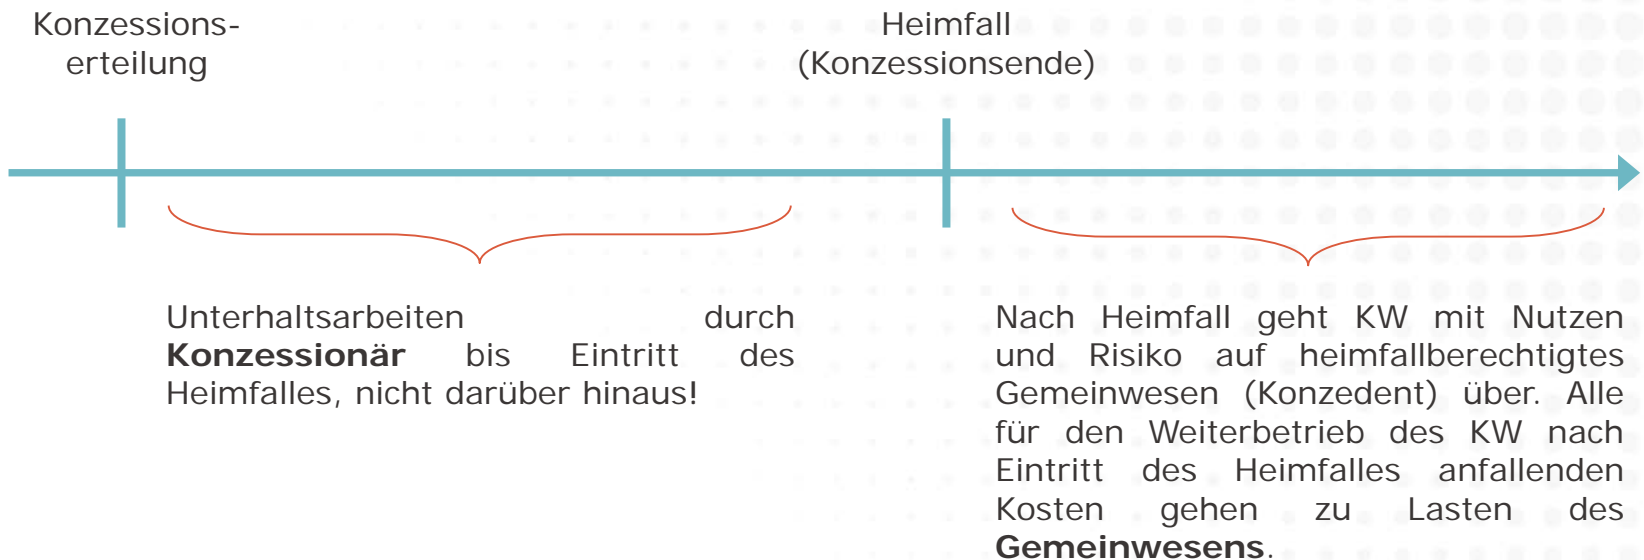 Konzessions-
erteilung
Heimfall
(Konzessionsende)
Unterhaltsarbeiten durch
Konzessionär bis Eintritt des
Heimfalles, nicht darüber hinaus!
Nach Heimfall geht KW mit Nutzen
und Risiko auf heimfallberechtigtes
Gemeinwesen (Konzedent) über. Alle
für den Weiterbetrieb des KW nach
Eintritt des Heimfalles anfallenden
Kosten gehen zu Lasten des
Gemeinwesens.